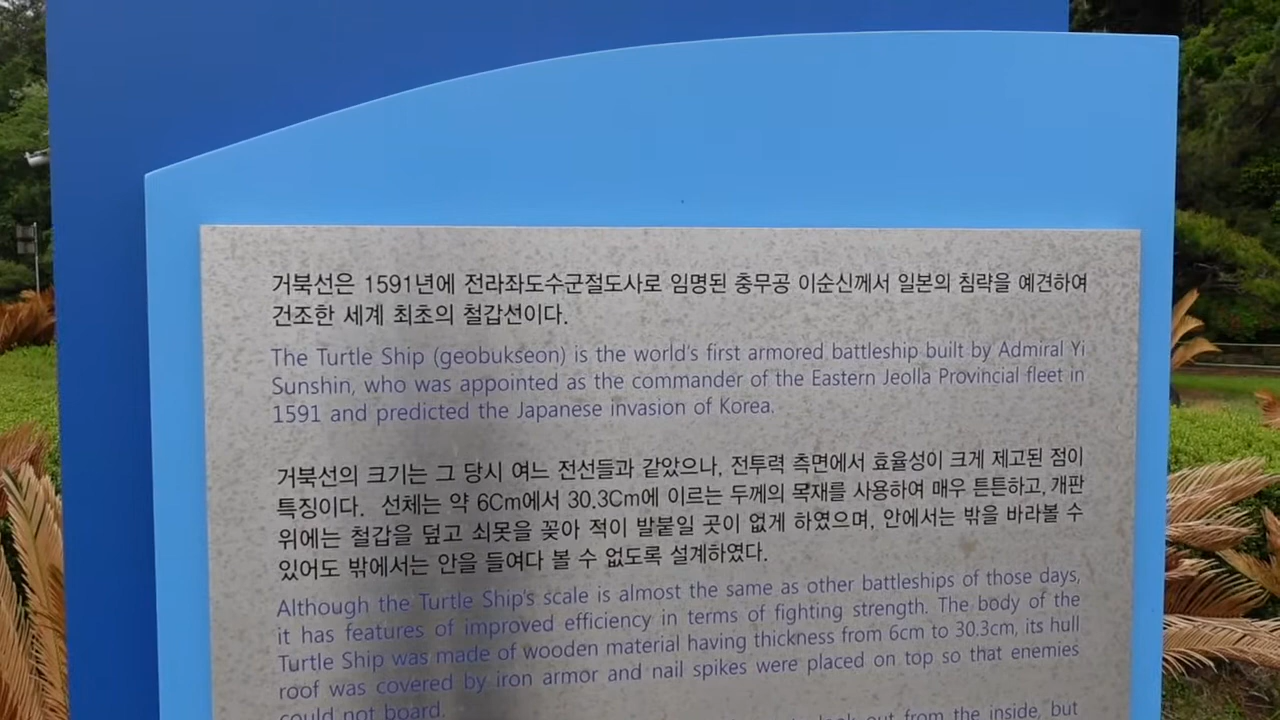 거북선은 1591년에 전라좌도수군절도사로 임명된 충무공 이순신께서 일본의 침략을 예견하여
건조한 세계 최초의 철갑선이다.
The Turtle Ship (geobukseon) is the world's first armored battleship built by Admiral Yi
Sunshin, who was appointed as the commander of the Eastern Jeolla Provincial fleet in
1591 and predicted the Japanese invasion of Korea.
거북선의 크기는 그 당시 여느 전선들과 같았으나, 전투력 측면에서 효율성이 크게 제고된 점이
특징이다. 선체는 약 6Cm에서 30.3Cm에 이르는 두께의 목재를 사용하여 매우 튼튼하고, 개판
위에는 철갑을 덮고 쇠못을 꽂아 적이 발붙일 곳이 없게 하였으며, 안에서는 밖을 바라볼 수
있어도 밖에서는 안을 들여다 볼 수 없도록 설계하였다.
Although the Turtle Ship's scale is almost the same as other battleships of those days,
it has features of improved efficiency in terms of fighting strength. The body of the
Turtle Ship was made of wooden material having thickness from 6cm to 30.3cm, its hull
roof was covered by iron armor and nail spikes were placed on top so that enemies
could not board.
look out from the inside, but